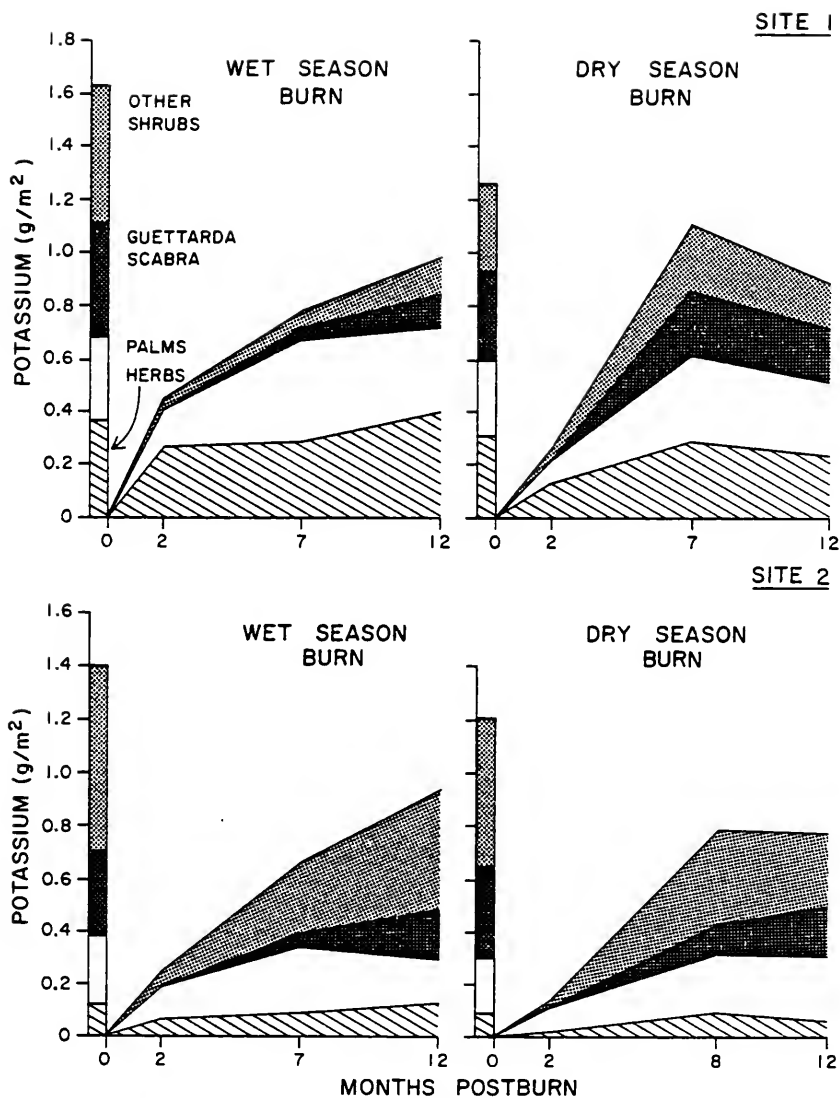 SITE 1
WET SEASON
BURN
DRY SEASON
BURN
POTASSIUM (g/m²)
1.8
1.6
1.4
1.2
1.0
0.8
0.6
0.4
0.2
0
OTHER
SHRUBS
GUETTARDA
SCABRA
PALMS
HERBS
0 2 7 12
0 2 7 12
SITE 2
WET SEASON
BURN
DRY SEASON
BURN
POTASSIUM (g/m²)
1.6
1.4
1.2
1.0
0.8
0.6
0.4
0.2
0
0 2 7 12
0 2 8 12
MONTHS POSTBURN